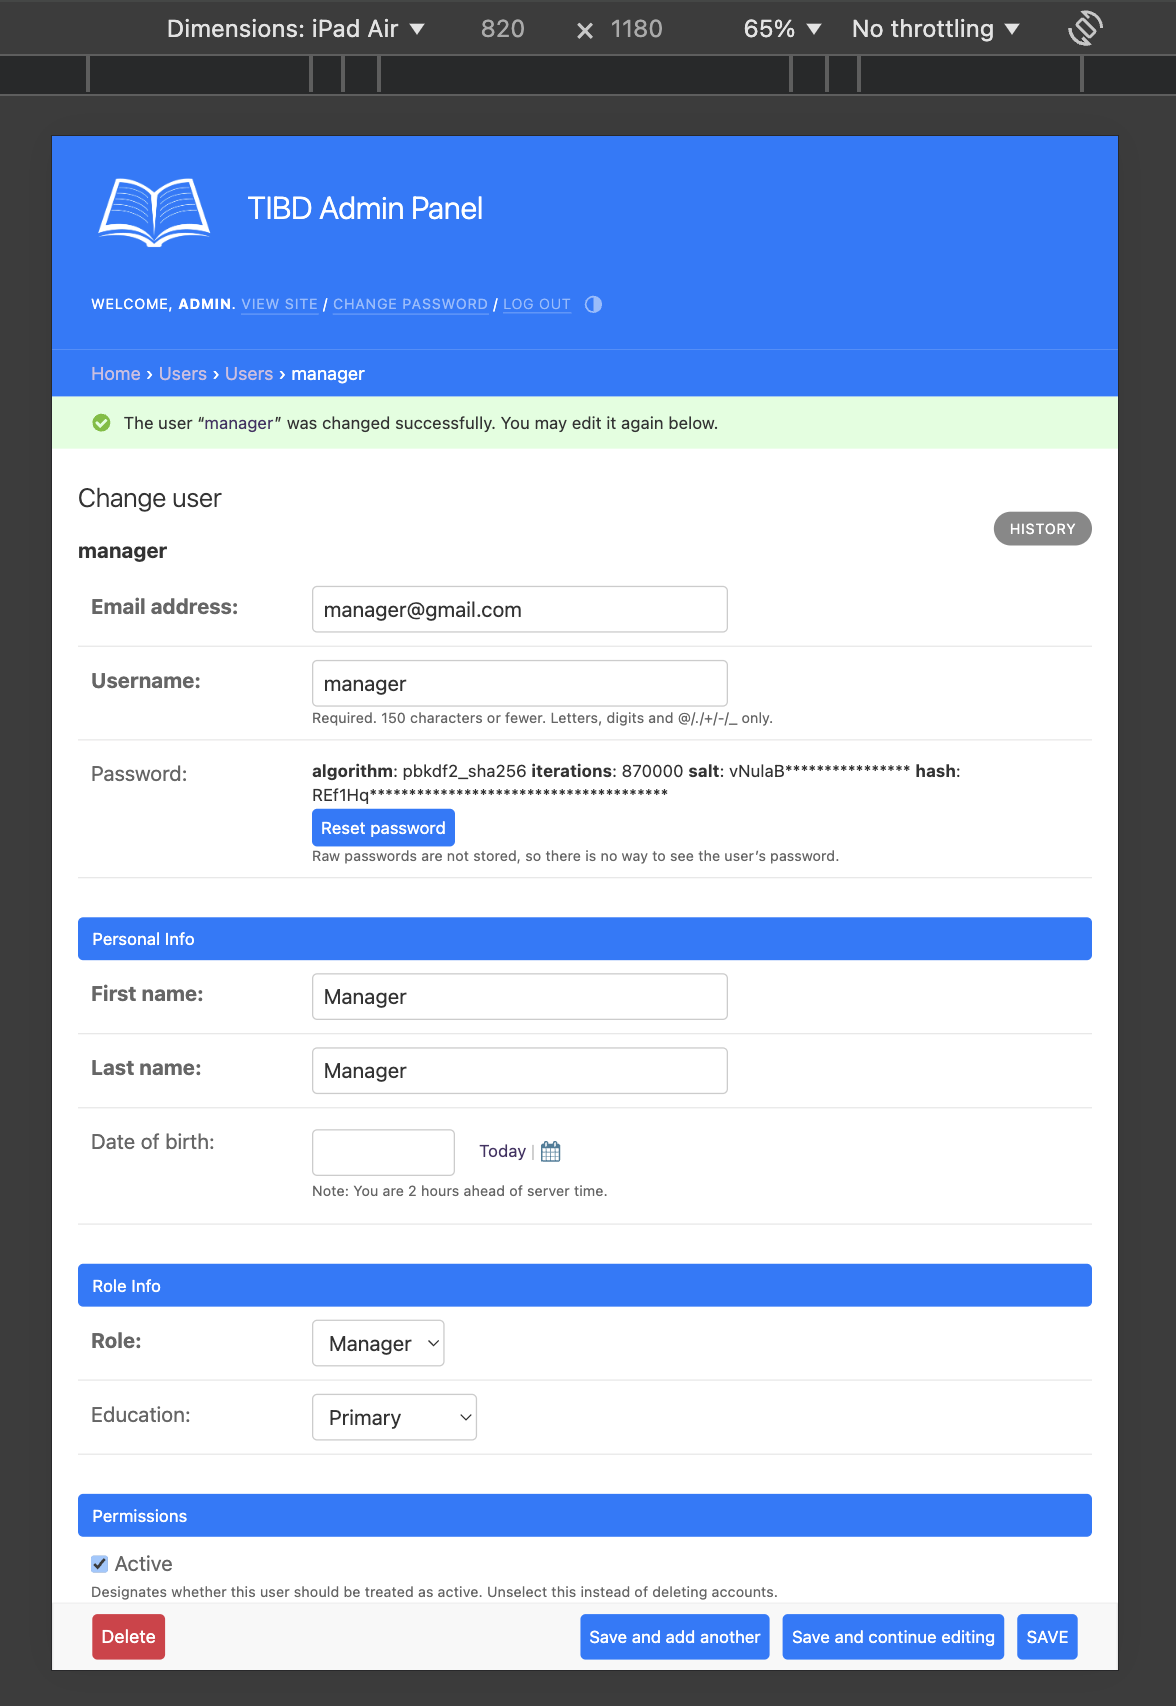 Dimensions: iPad Air ▼ 820 × 1180 65% ▼ No throttling ▼
TIBD Admin Panel
WELCOME, ADMIN. VIEW SITE / CHANGE PASSWORD / LOG OUT
Home › Users › Users › manager
The user “manager” was changed successfully. You may edit it again below.
Change user
HISTORY
manager
Email address: manager@gmail.com
Username: manager
Required. 150 characters or fewer. Letters, digits and @/./+/-/_ only.
Password: algorithm: pbkdf2_sha256 iterations: 870000 salt: vNulaB**************** hash:
REf1Hq**************************************
Reset password
Raw passwords are not stored, so there is no way to see the user’s password.
Personal Info
First name: Manager
Last name: Manager
Date of birth: Today |
Note: You are 2 hours ahead of server time.
Role Info
Role: Manager
Education: Primary
Permissions
Active
Designates whether this user should be treated as active. Unselect this instead of deleting accounts.
Delete Save and add another Save and continue editing SAVE